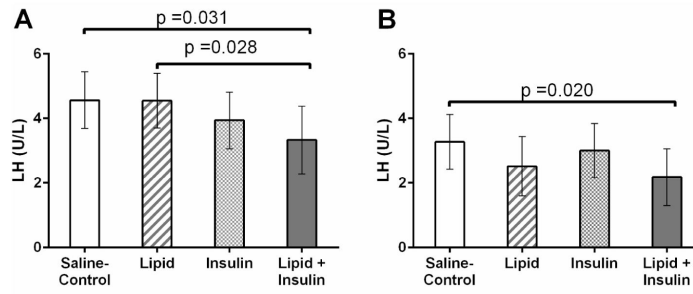 A
p =0.031
p =0.028
LH (U/L)
6
4
2
0
Saline-
Control
Lipid
Insulin
Lipid +
Insulin
B
p =0.020
LH (U/L)
6
4
2
0
Saline-
Control
Lipid
Insulin
Lipid +
Insulin